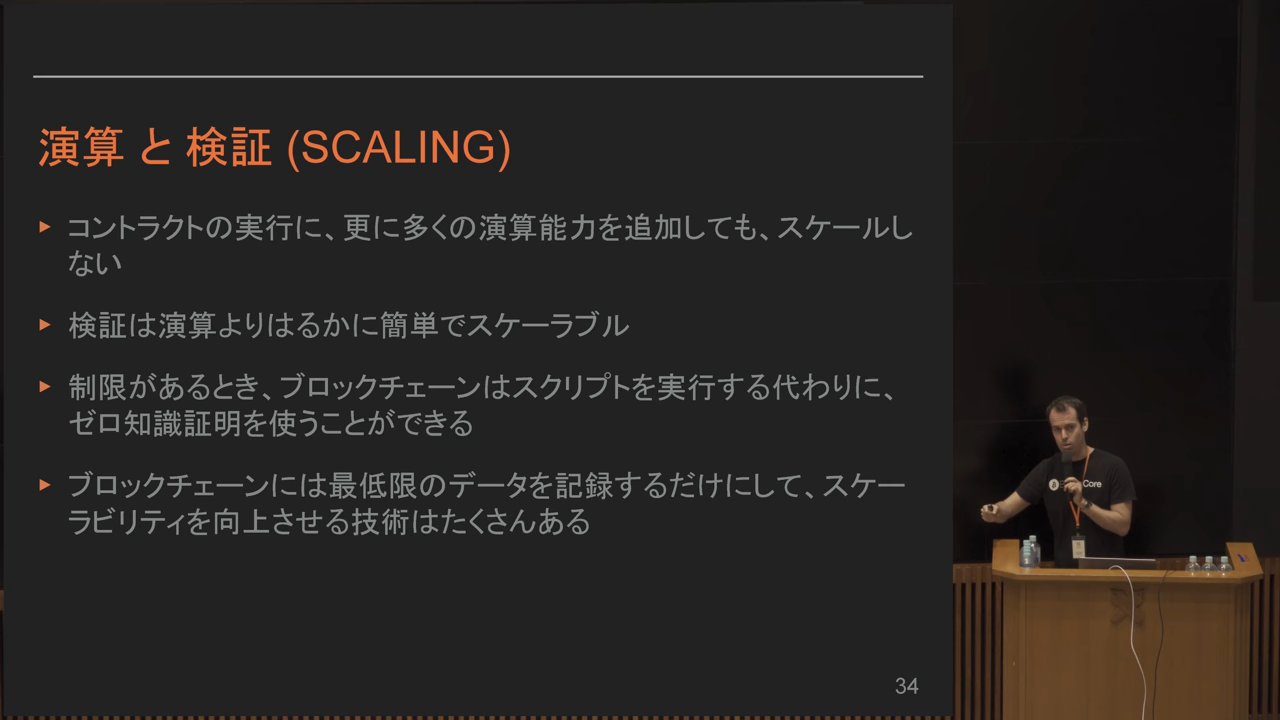 演算 と 検証 (SCALING)
コントラクトの実行に、更に多くの演算能力を追加しても、スケールし
ない
検証は演算よりはるかに簡単でスケーラブル
制限があるとき、ブロックチェーンはスクリプトを実行する代わりに、
ゼロ知識証明を使うことができる
ブロックチェーンには最低限のデータを記録するだけにして、スケー
ラビリティを向上させる技術はたくさんある
34
Core